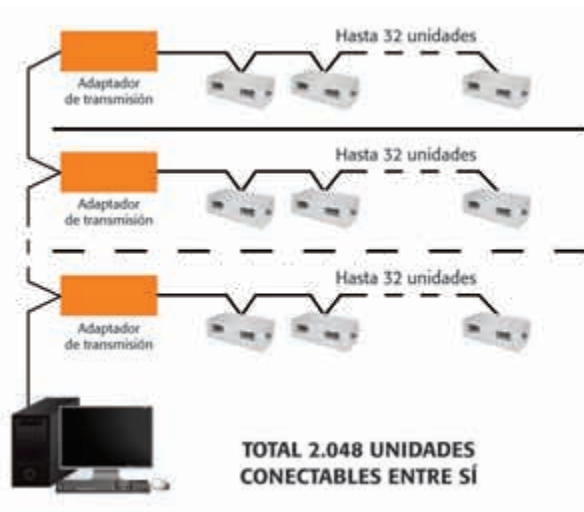 Hasta 32 unidades
Adaptador
de transmisión
Hasta 32 unidades
Adaptador
de transmisión
Hasta 32 unidades
Adaptador
de transmisión
TOTAL 2.048 UNIDADES
CONECTABLES ENTRE SÍ